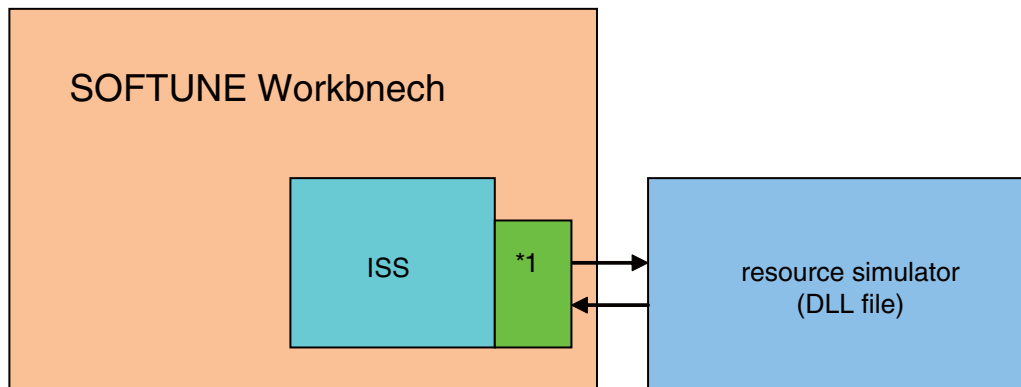 SOFTUNE Workbnech
ISS
*1
resource simulator
(DLL file)